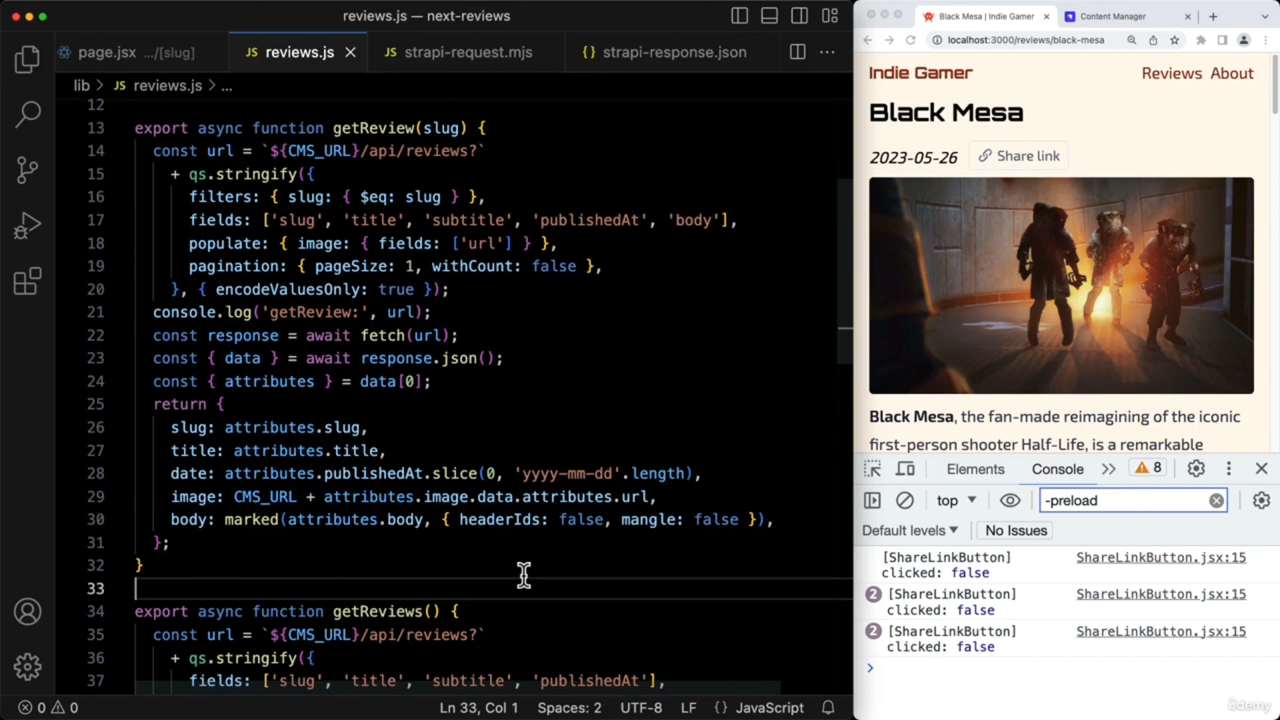 reviews.js — next-reviews
page.jsx .../[slug]
JS reviews.js
JS strapi-request.mjs
{} strapi-response.json
lib > JS reviews.js > ...
12
13 export async function getReview(slug) {
14 const url = `${CMS_URL}/api/reviews?`
15 + qs.stringify({
16 filters: { slug: { $eq: slug } },
17 fields: ['slug', 'title', 'subtitle', 'publishedAt', 'body'],
18 populate: { image: { fields: ['url'] } },
19 pagination: { pageSize: 1, withCount: false },
20 }, { encodeValuesOnly: true });
21 console.log('getReview:', url);
22 const response = await fetch(url);
23 const { data } = await response.json();
24 const { attributes } = data[0];
25 return {
26 slug: attributes.slug,
27 title: attributes.title,
28 date: attributes.publishedAt.slice(0, 'yyyy-mm-dd'.length),
29 image: CMS_URL + attributes.image.data.attributes.url,
30 body: marked(attributes.body, { headerIds: false, mangle: false }),
31 };
32 }
33
34 export async function getReviews() {
35 const url = `${CMS_URL}/api/reviews?`
36 + qs.stringify({
37 fields: ['slug', 'title', 'subtitle', 'publishedAt'],
0 0 Ln 33, Col 1 Spaces: 2 UTF-8 LF {} JavaScript
Black Mesa | Indie Gamer
Content Manager
localhost:3000/reviews/black-mesa
Indie Gamer Reviews About
Black Mesa
2023-05-26 Share link
Black Mesa, the fan-made reimagining of the iconic
first-person shooter Half-Life, is a remarkable
Elements Console 8
top -preload
Default levels No Issues
[ShareLinkButton] ShareLinkButton.jsx:15
clicked: false
2 [ShareLinkButton] ShareLinkButton.jsx:15
clicked: false
2 [ShareLinkButton] ShareLinkButton.jsx:15
clicked: false
ûdemy